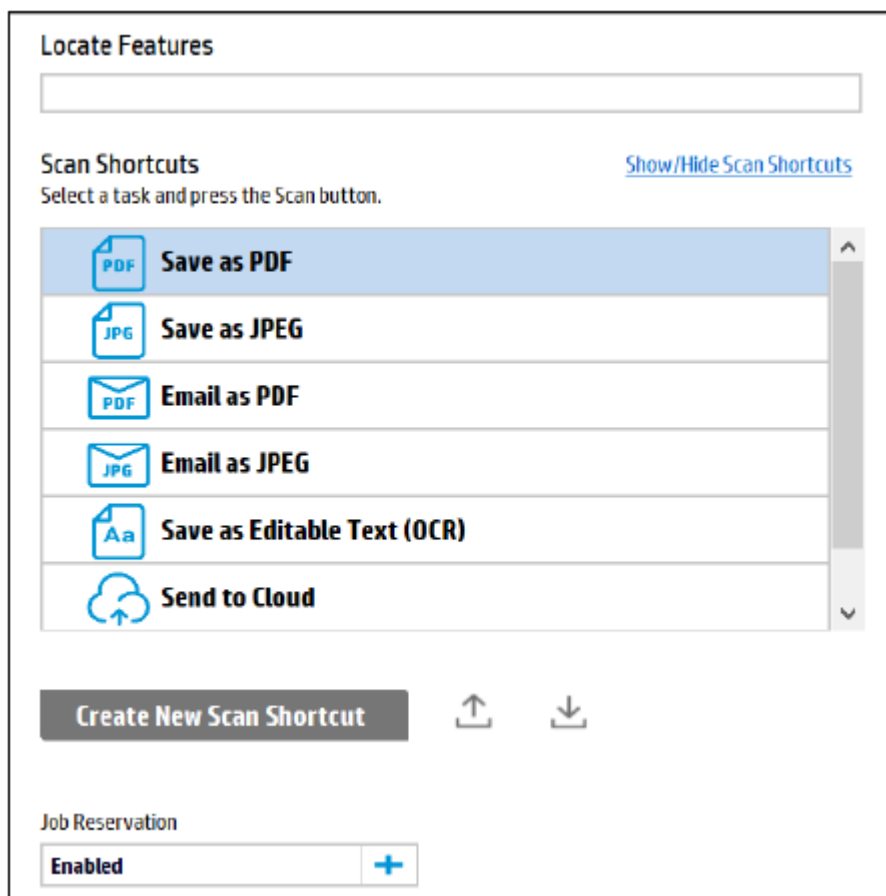 Locate Features
Scan Shortcuts
Show/Hide Scan Shortcuts
Select a task and press the Scan button.
PDF Save as PDF
JPG Save as JPEG
PDF Email as PDF
JPG Email as JPEG
Aa Save as Editable Text (OCR)
Send to Cloud
Create New Scan Shortcut
Job Reservation
Enabled